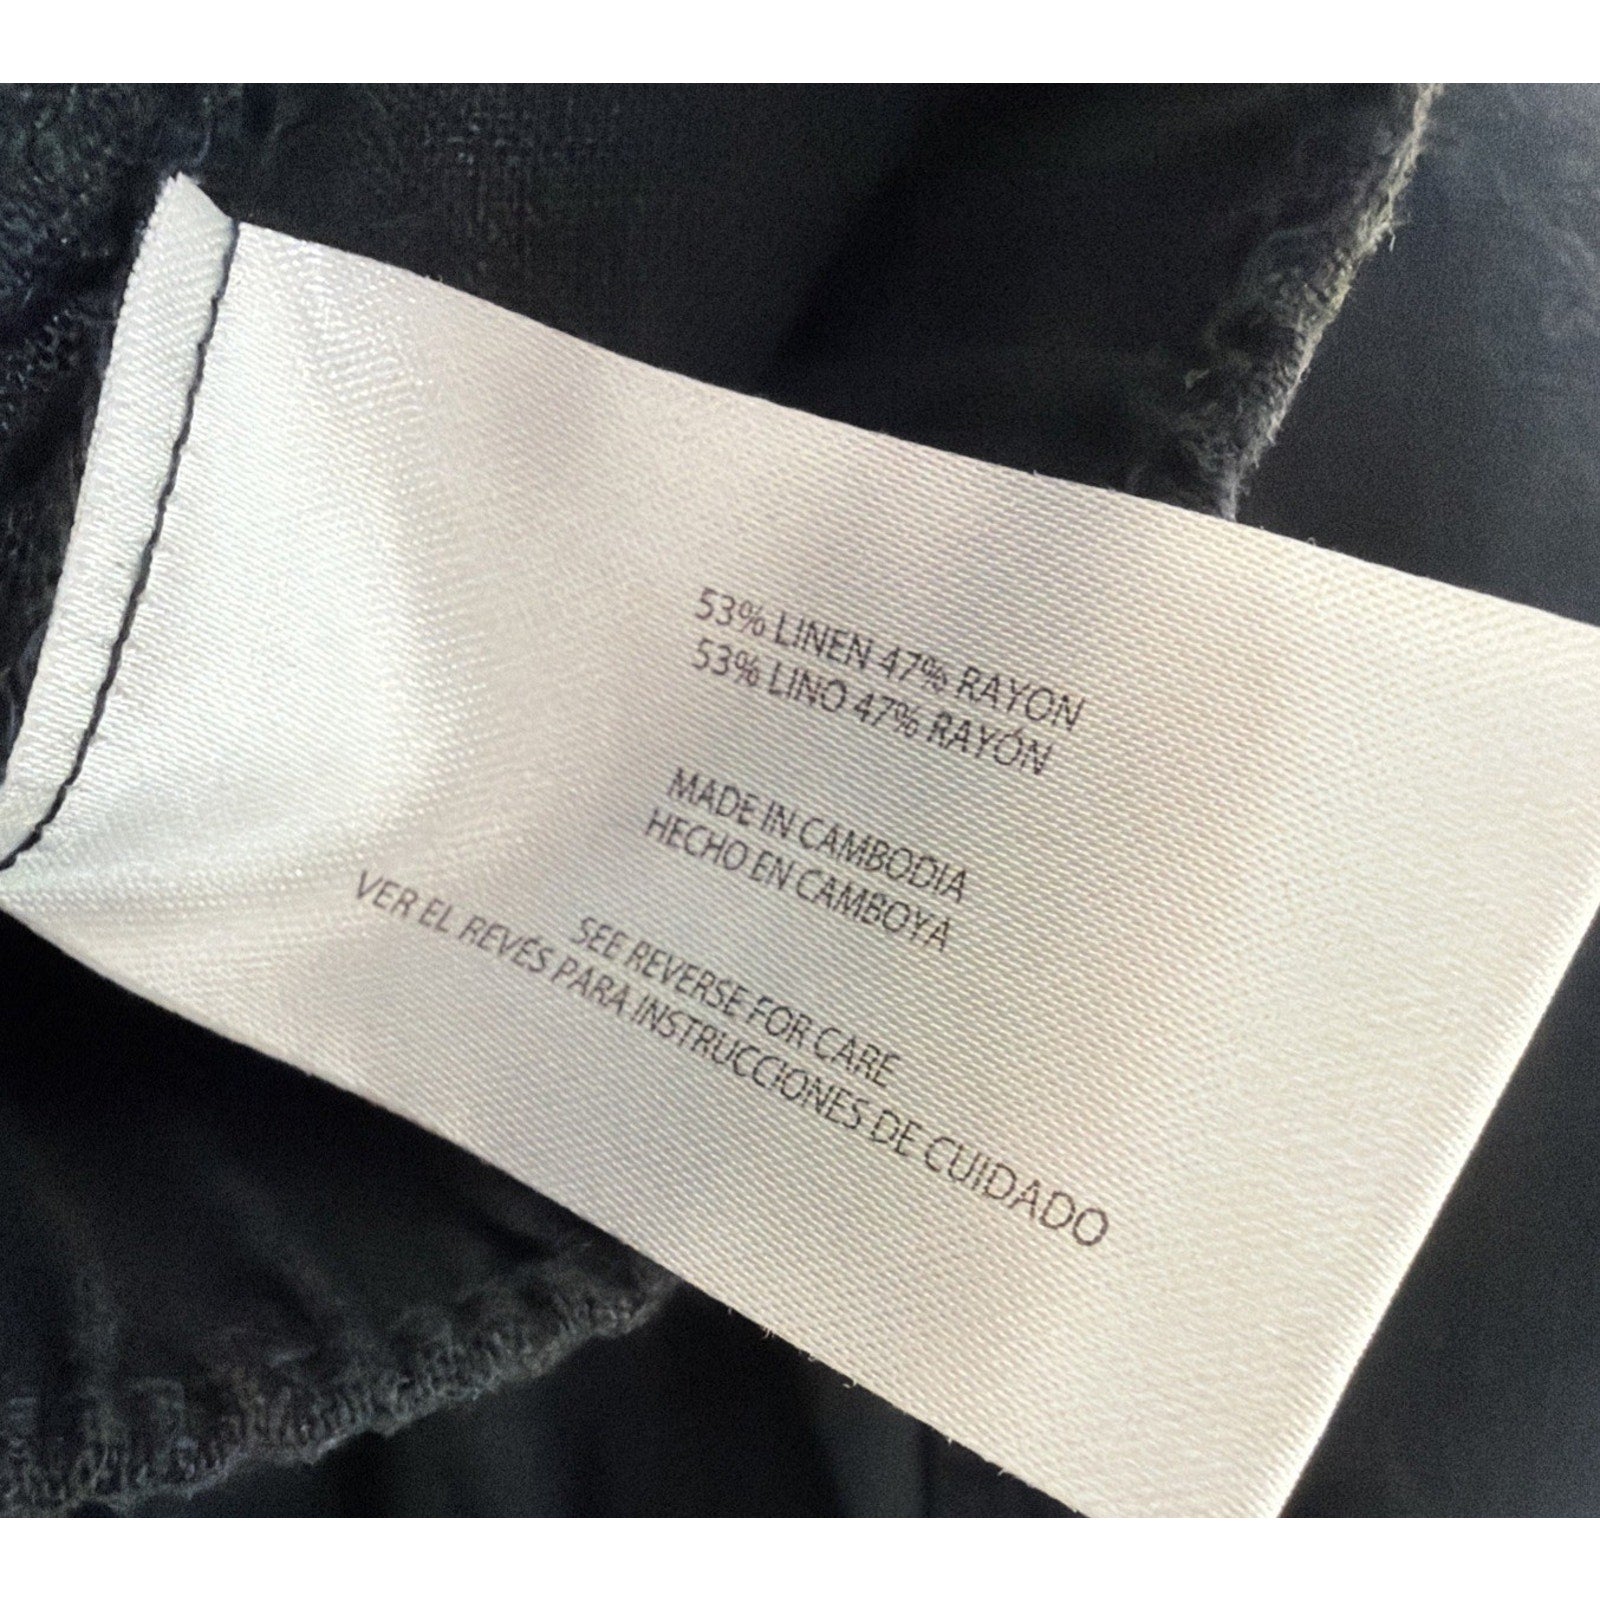 53% LINEN 47% RAYON
53% LINO 47% RAYÓN
MADE IN CAMBODIA
HECHO EN CAMBOYA
SEE REVERSE FOR CARE
VER EL REVÉS PARA INSTRUCCIONES DE CUIDADO